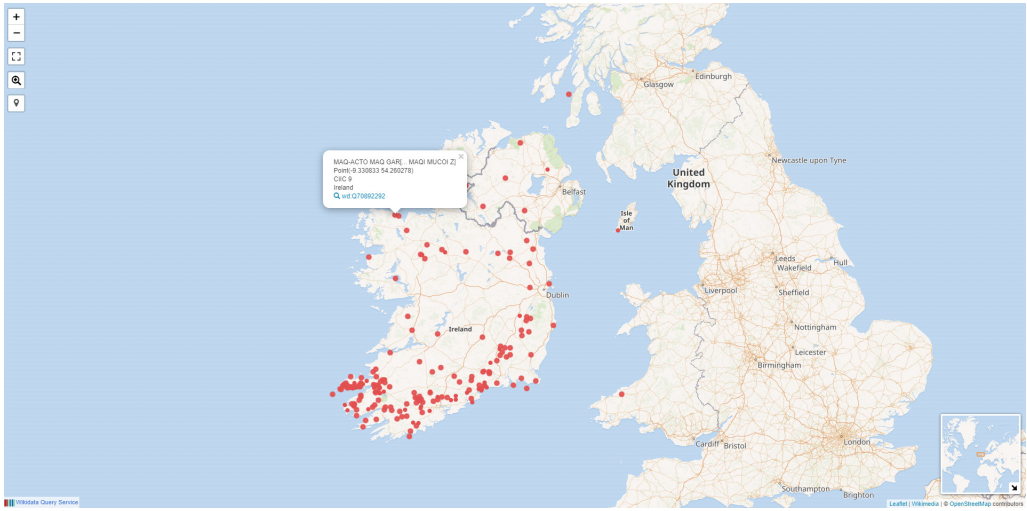 +
−
Glasgow
Edinburgh
Newcastle upon Tyne
MAQ-ACTO MAQ GAR[... MAQI MUCOI Z]
×
Point(-9.330833 54.260278)
CIIC 9
Ireland
wd:Q70892292
Belfast
United
Kingdom
Isle
of
Man
Leeds
Wakefield
Hull
Liverpool
Sheffield
Dublin
Nottingham
Ireland
Leicester
Birmingham
Cardiff
Bristol
London
Southampton
Brighton
Wikidata Query Service
Leaflet | Wikimedia | © OpenStreetMap contributors